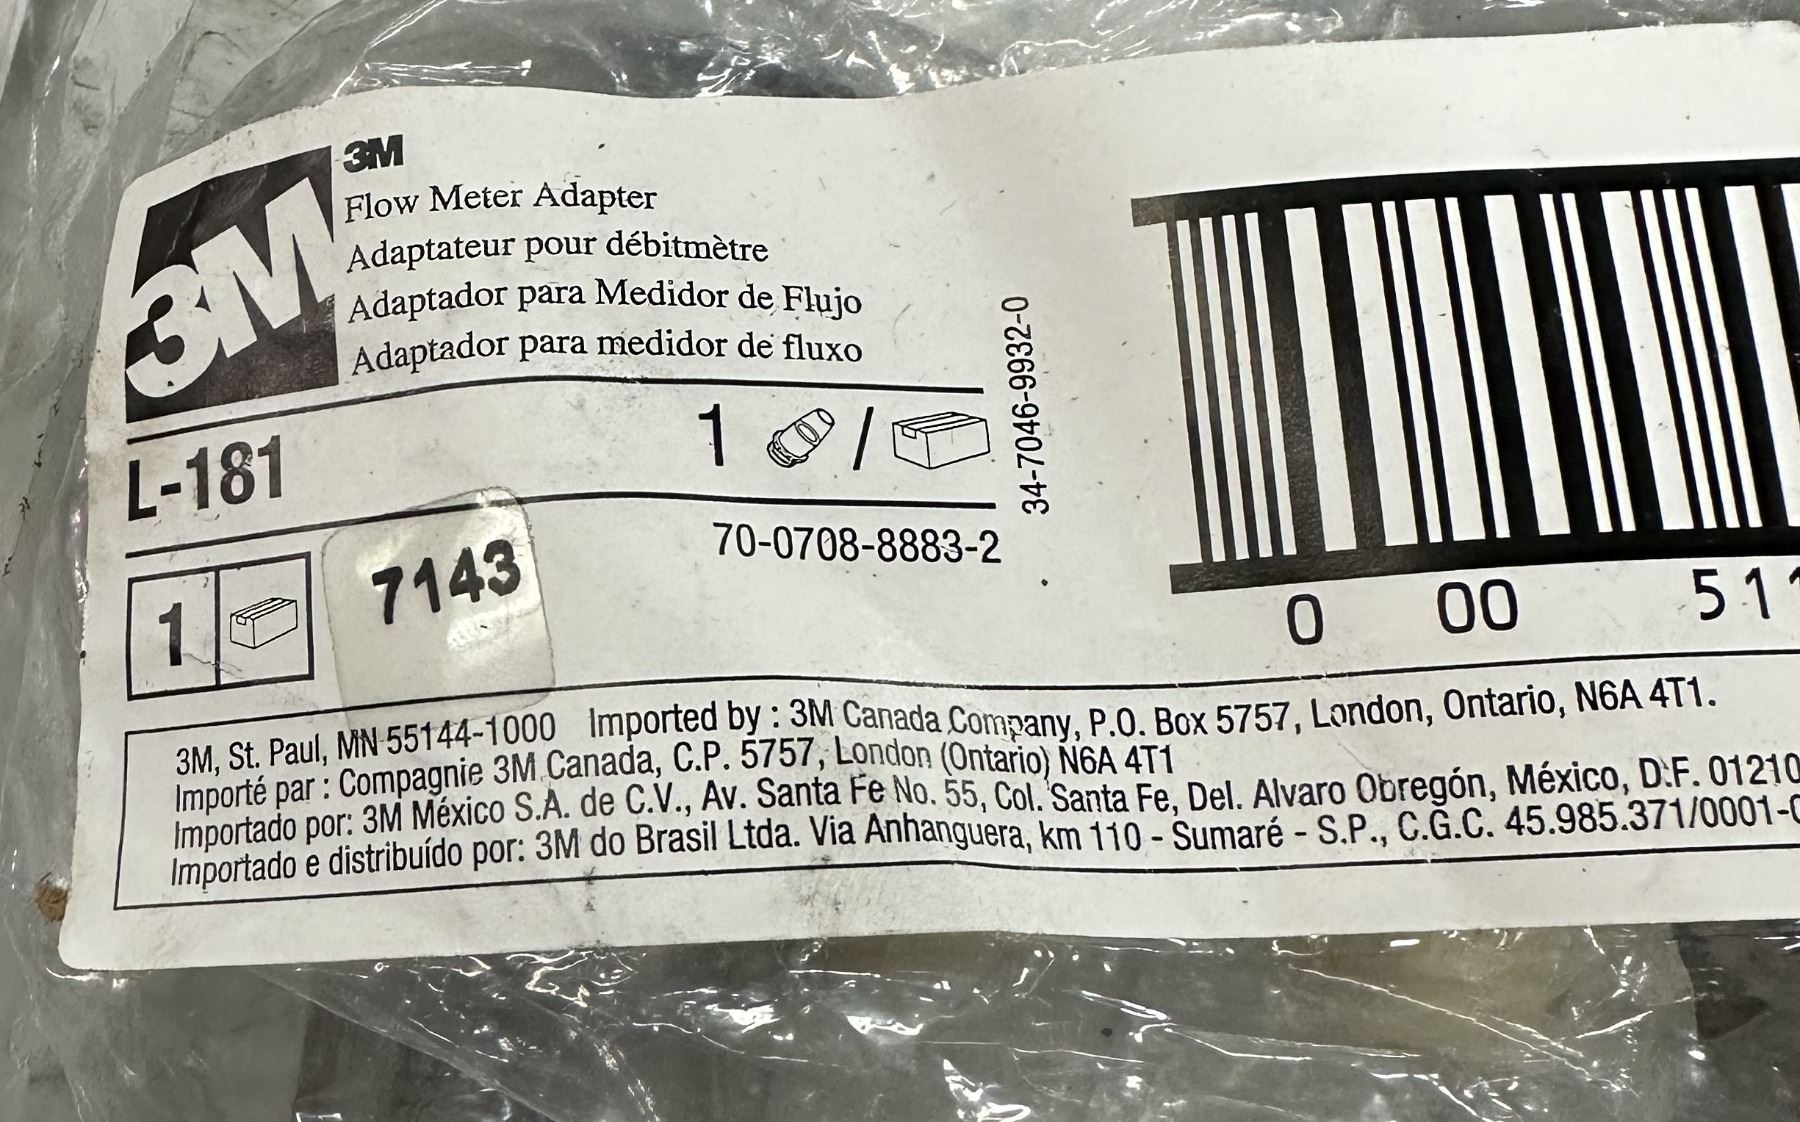 3M
3M
Flow Meter Adapter
Adaptateur pour débitmètre
Adaptador para Medidor de Flujo
Adaptador para medidor de fluxo
L-181
1 /
34-7046-9932-0
70-0708-8883-2
1
7143
0 00 511
3M, St. Paul, MN 55144-1000 Imported by : 3M Canada Company, P.O. Box 5757, London, Ontario, N6A 4T1.
Importé par : Compagnie 3M Canada, C.P. 5757, London (Ontario) N6A 4T1
Importado por: 3M México S.A. de C.V., Av. Santa Fe No. 55, Col. Santa Fe, Del. Alvaro Obregón, México, D.F. 01210
Importado e distribuído por: 3M do Brasil Ltda. Via Anhanguera, km 110 - Sumaré - S.P., C.G.C. 45.985.371/0001-0